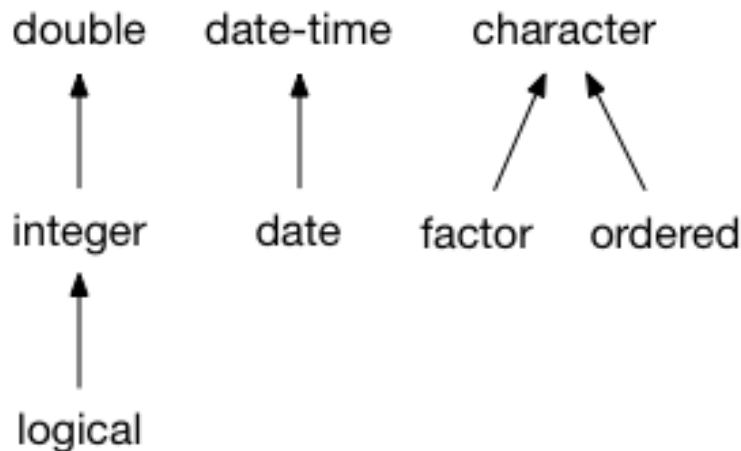 double date-time character
integer date factor ordered
logical